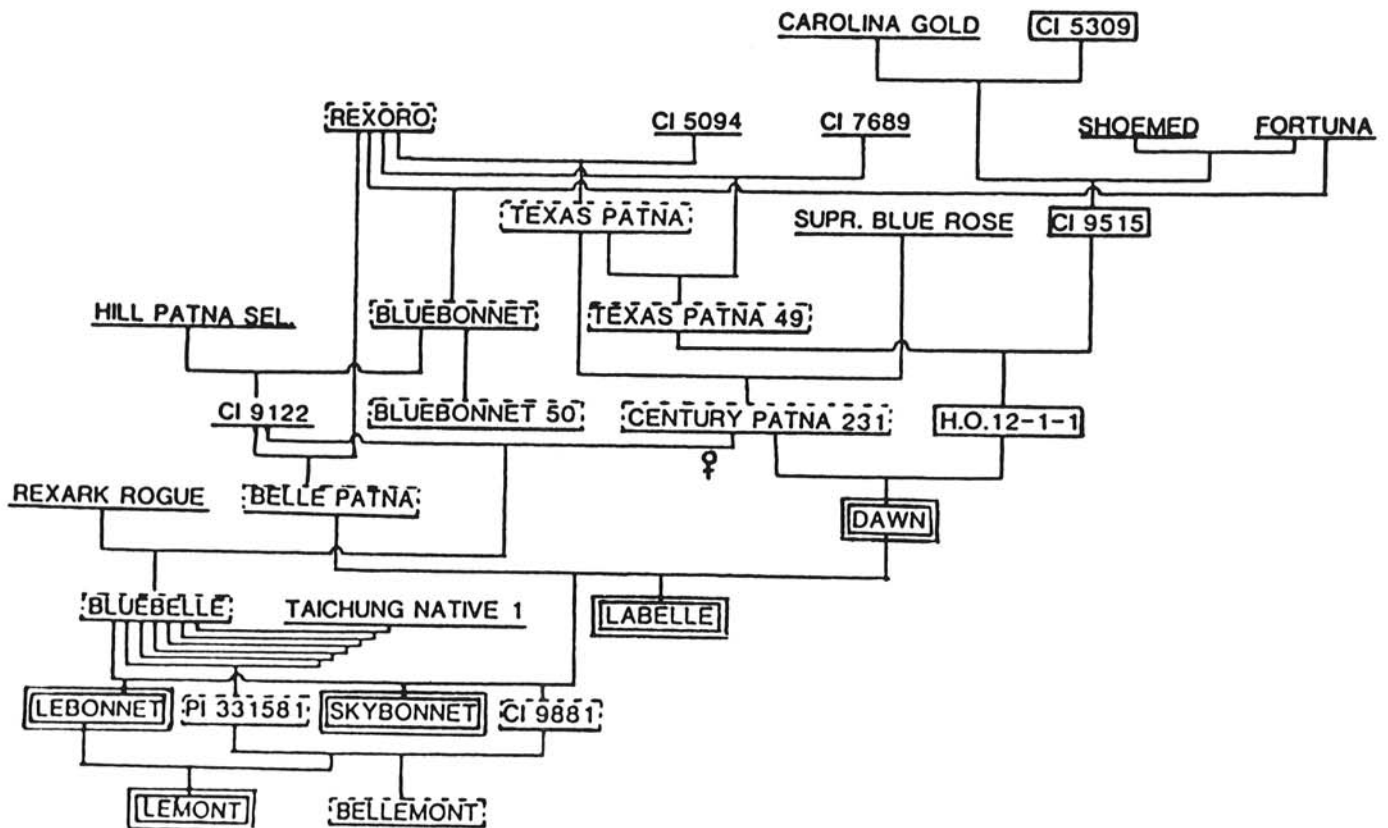 CAROLINA GOLD
CI 5309
REXORO
CI 5094
CI 7689
SHOEMED
FORTUNA
TEXAS PATNA
SUPR. BLUE ROSE
CI 9515
HILL PATNA SEL.
BLUEBONNET
TEXAS PATNA 49
CI 9122
BLUEBONNET 50
CENTURY PATNA 231
H.O.12-1-1
♀
REXARK ROGUE
BELLE PATNA
DAWN
BLUEBELLE
TAICHUNG NATIVE 1
LABELLE
LEBONNET
PI 331581
SKYBONNET
CI 9881
LEMONT
BELLEMONT